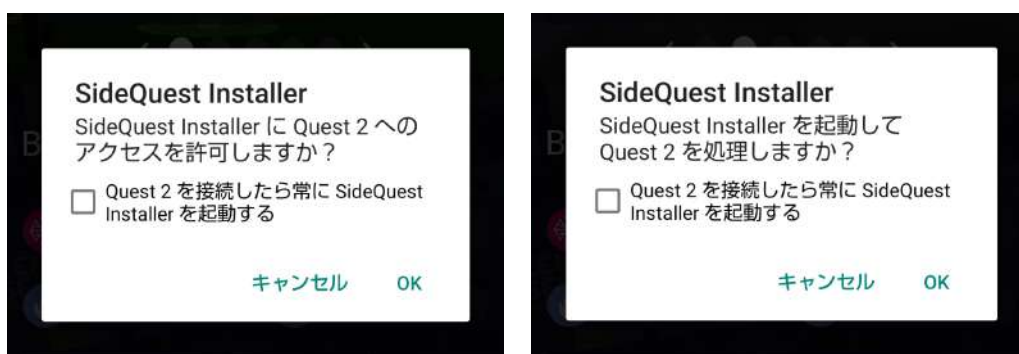 SideQuest Installer
SideQuest Installer に Quest 2 への
アクセスを許可しますか？
Quest 2 を接続したら常に SideQuest
Installer を起動する
キャンセル OK
SideQuest Installer
SideQuest Installer を起動して
Quest 2 を処理しますか？
Quest 2 を接続したら常に SideQuest
Installer を起動する
キャンセル OK